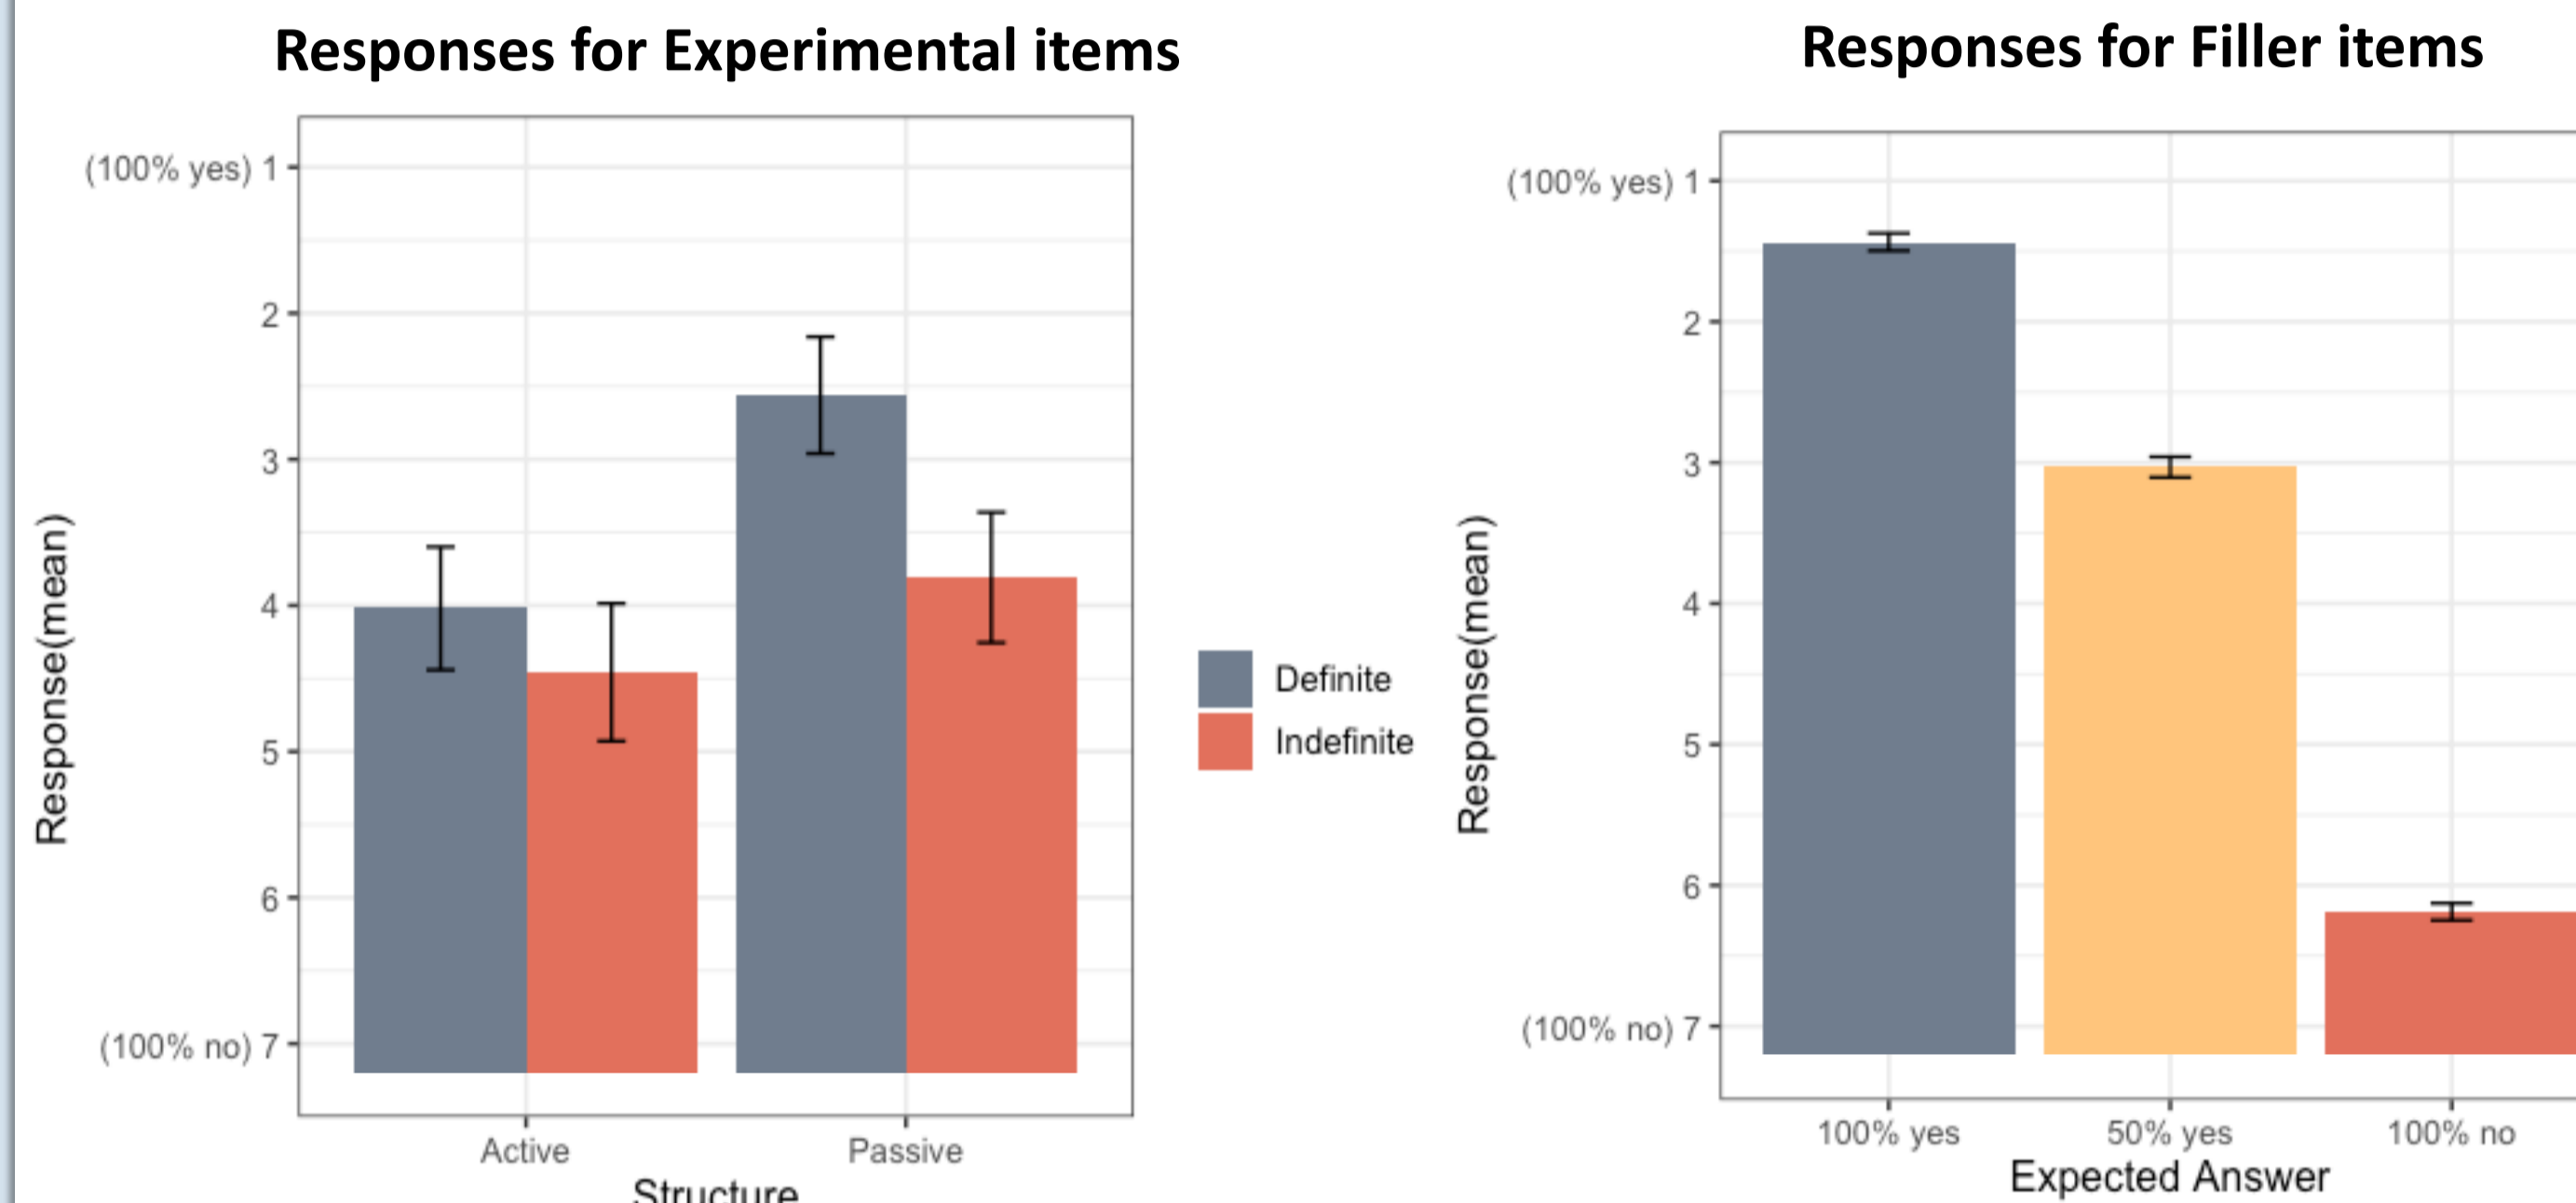 Responses for Experimental items
(100% yes) 1
2
3
4
5
6
(100% no) 7
Response(mean)
Active
Passive
Structure
Definite
Indefinite
Responses for Filler items
(100% yes) 1
2
3
4
5
6
(100% no) 7
Response(mean)
100% yes
50% yes
100% no
Expected Answer